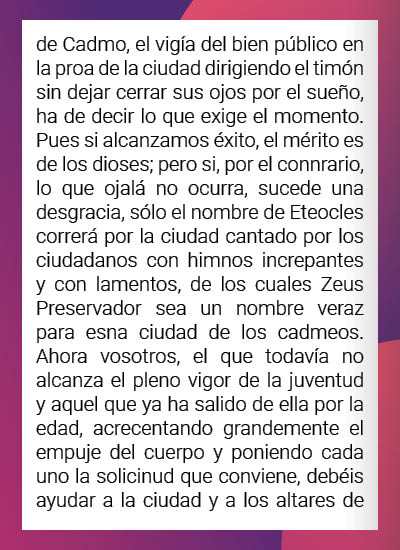 de Cadmo, el vigía del bien público en
la proa de la ciudad dirigiendo el timón
sin dejar cerrar sus ojos por el sueño,
ha de decir lo que exige el momento.
Pues si alcanzamos éxito, el mérito es
de los dioses; pero si, por el connrario,
lo que ojalá no ocurra, sucede una
desgracia, sólo el nombre de Eteocles
correrá por la ciudad cantado por los
ciudadanos con himnos increpantes
y con lamentos, de los cuales Zeus
Preservador sea un nombre veraz
para esna ciudad de los cadmeos.
Ahora vosotros, el que todavía no
alcanza el pleno vigor de la juventud
y aquel que ya ha salido de ella por la
edad, acrecentando grandemente el
empuje del cuerpo y poniendo cada
uno la solicinud que conviene, debéis
ayudar a la ciudad y a los altares de